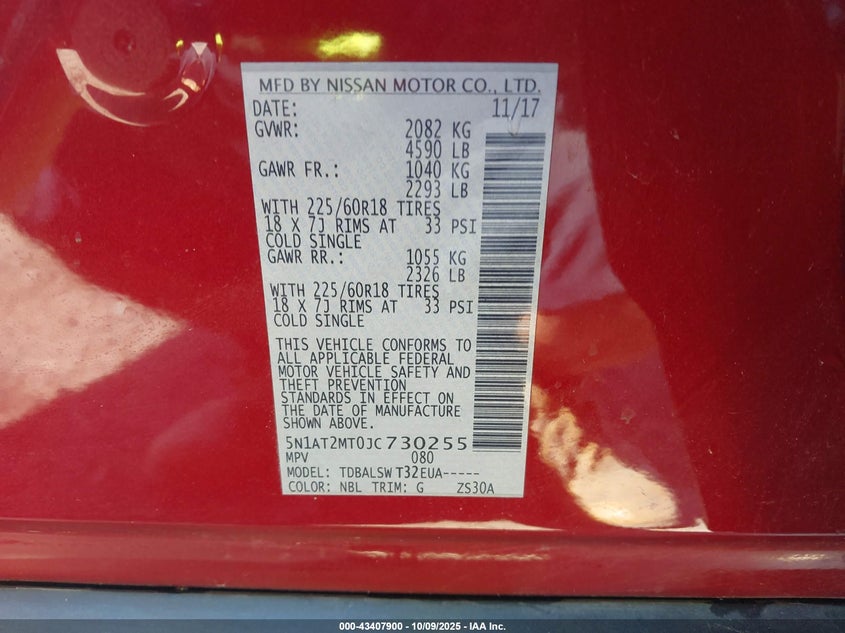 MFD BY NISSAN MOTOR CO., LTD.
DATE: 11/17
GVWR: 2082 KG
4590 LB
GAWR FR.: 1040 KG
2293 LB
WITH 225/60R18 TIRES
18 X 7J RIMS AT 33 PSI
COLD SINGLE
GAWR RR.: 1055 KG
2326 LB
WITH 225/60R18 TIRES
18 X 7J RIMS AT 33 PSI
COLD SINGLE
THIS VEHICLE CONFORMS TO
ALL APPLICABLE FEDERAL
MOTOR VEHICLE SAFETY AND
THEFT PREVENTION
STANDARDS IN EFFECT ON
THE DATE OF MANUFACTURE
SHOWN ABOVE.
5N1AT2MT0JC730255
MPV 080
MODEL: TDBALSW T32EUA-----
COLOR: NBL TRIM: G ZS30A
000-43407900 - 10/09/2025 - IAA Inc.